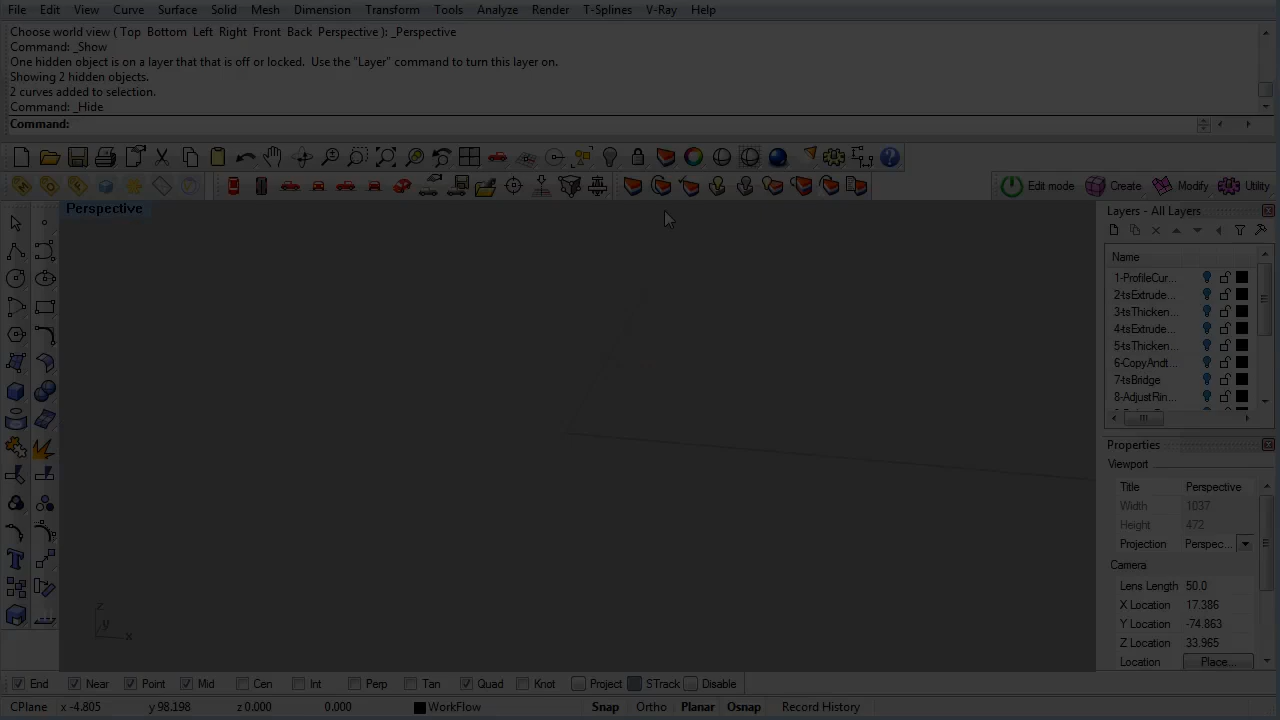 File Edit View Curve Surface Solid Mesh Dimension Transform Tools Analyze Render T-Splines V-Ray Help
Choose world view ( Top Bottom Left Right Front Back Perspective ): _Perspective
Command: _Show
One hidden object is on a layer that that is off or locked. Use the "Layer" command to turn this layer on.
Showing 2 hidden objects.
2 curves added to selection.
Command: _Hide
Command:
Edit mode Create Modify Utility
Perspective
Layers - All Layers
Name
1-ProfileCur...
2-tsExtrude...
3-tsThicken...
4-tsExtrude...
5-tsThicken...
6-CopyAndt...
7-tsBridge
8-AdjustRin...
Properties
Viewport
Title Perspective
Width 1037
Height 472
Projection Perspec...
Camera
Lens Length 50.0
X Location 17.386
Y Location -74.863
Z Location 33.965
Location Place...
z
y
x
End Near Point Mid Cen Int Perp Tan Quad Knot Project STrack Disable
CPlane x -4.805 y 98.198 z 0.000 0.000 WorkFlow Snap Ortho Planar Osnap Record History